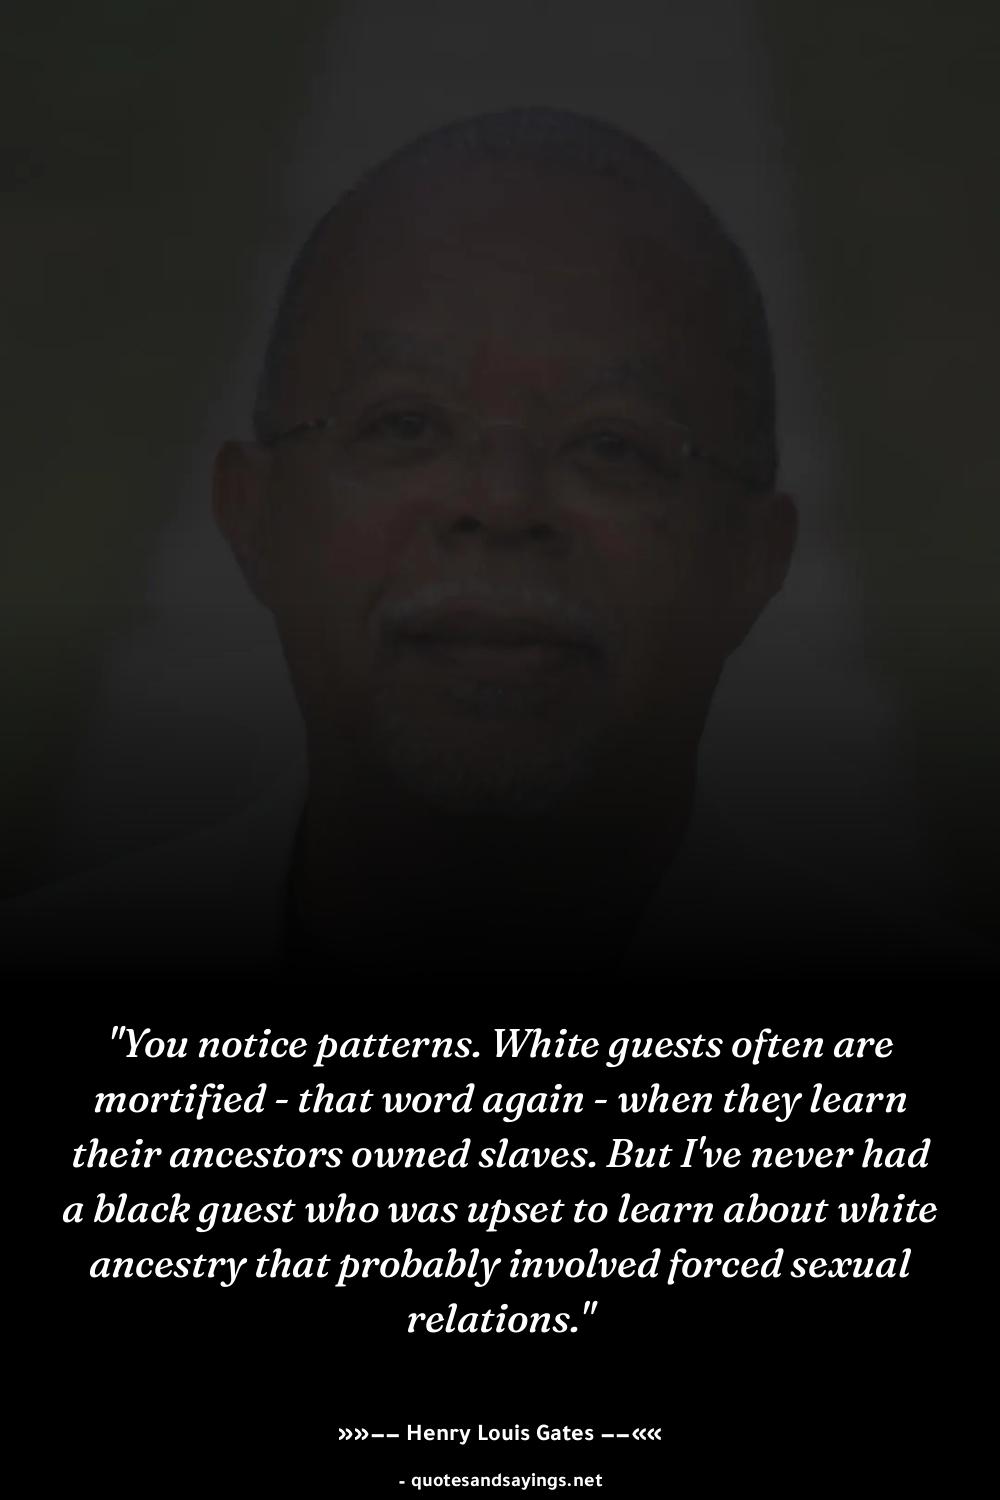 "You notice patterns. White guests often are
mortified - that word again - when they learn
their ancestors owned slaves. But I've never had
a black guest who was upset to learn about white
ancestry that probably involved forced sexual
relations."
»»–– Henry Louis Gates ––««
- quotesandsayings.net